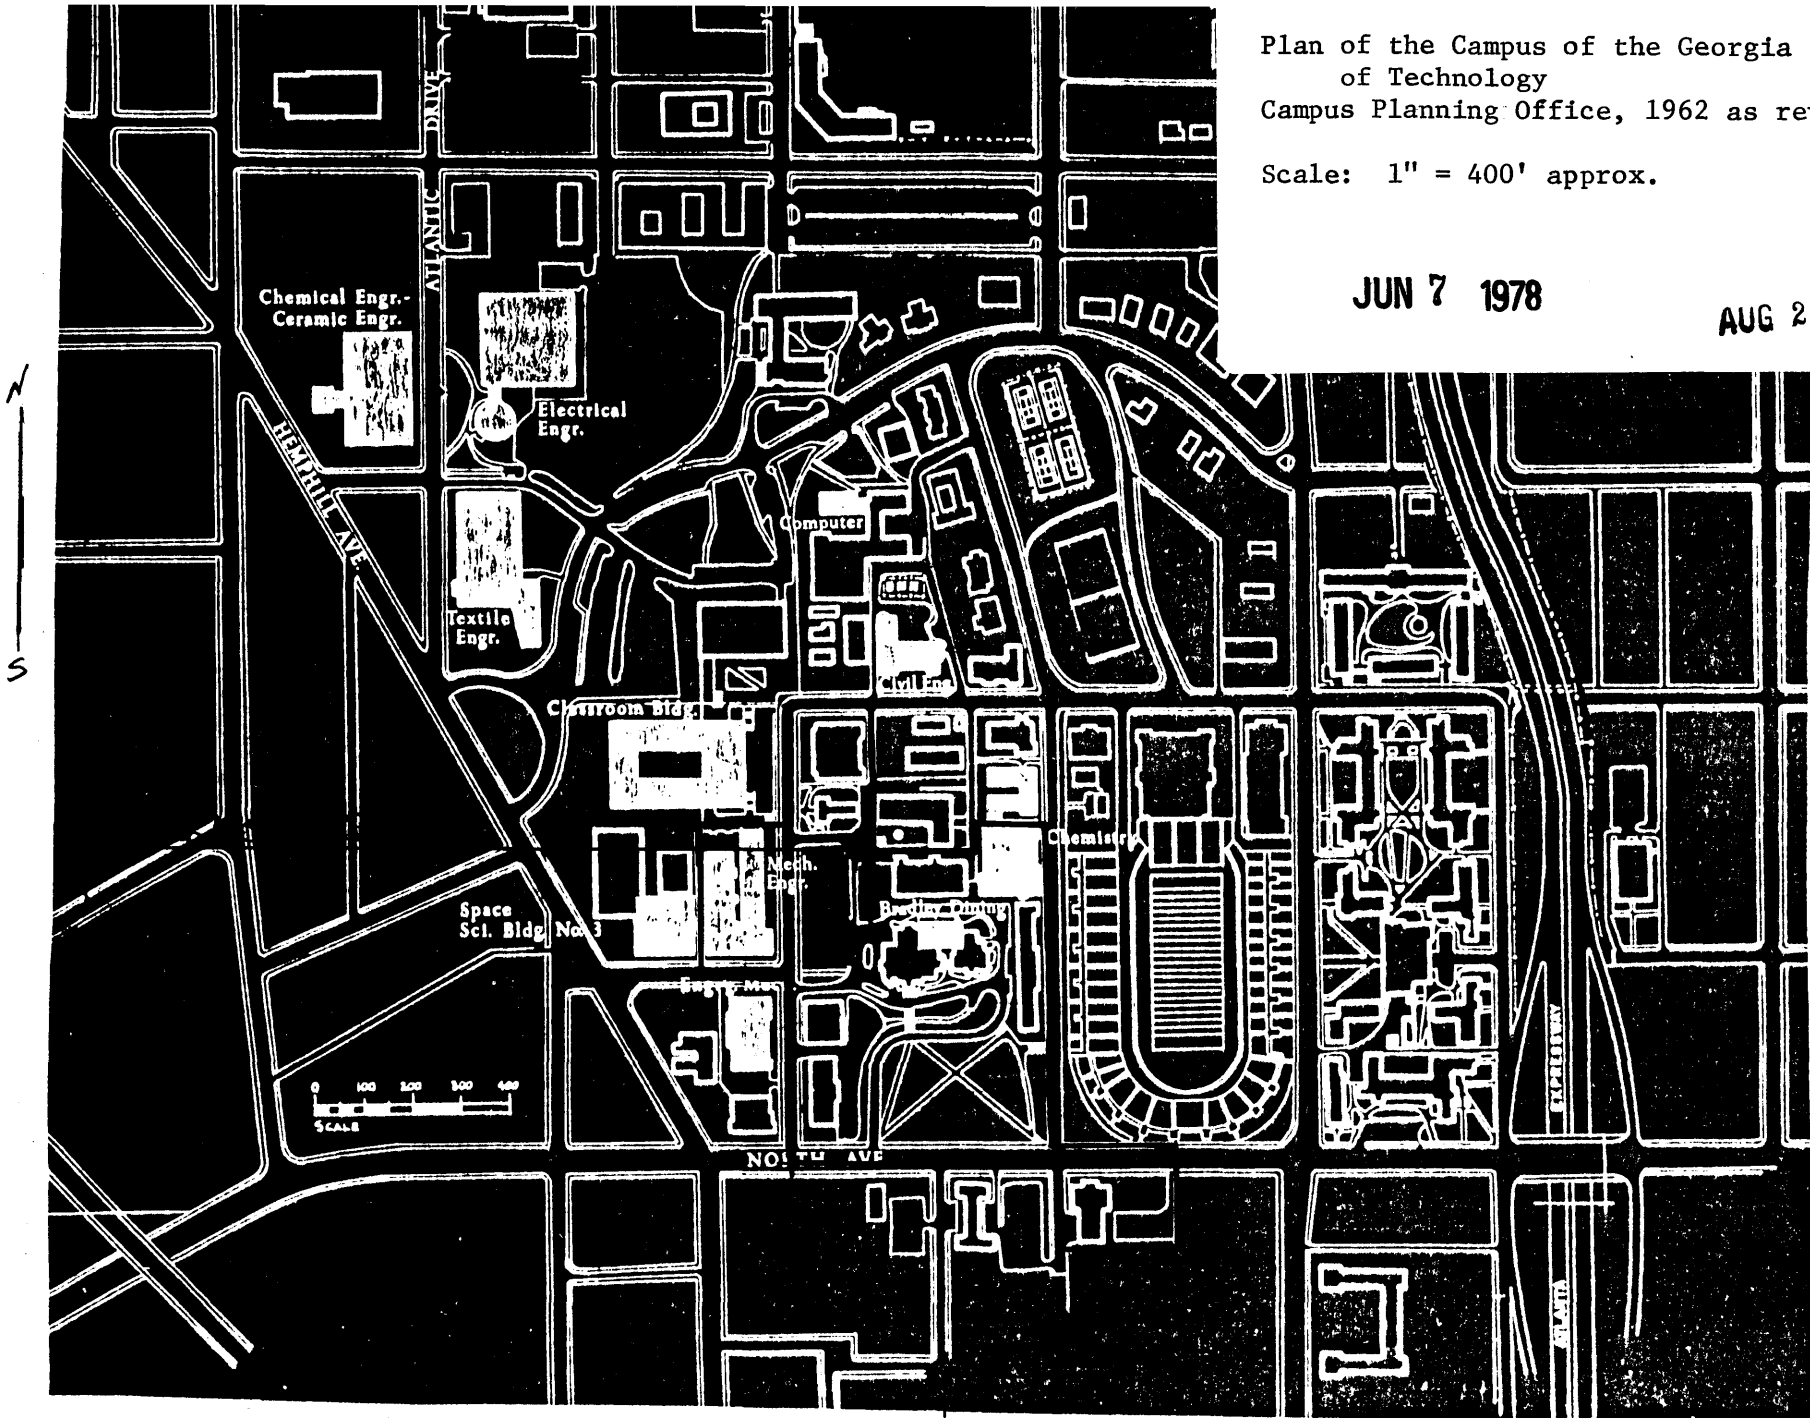 Plan of the Campus of the Georgia
of Technology
Campus Planning Office, 1962 as re
Scale: 1" = 400' approx.
JUN 7 1978
AUG 2
N
S
ATLANTIC DRIVE
Chemical Engr.-
Ceramic Engr.
Electrical
Engr.
HEMPHILL AVE
Computer
Textile
Engr.
Civil Eng
Classroom Bldg.
Chemistry
Mech.
Engr.
Space
Sci. Bldg No. 3
Bradley Dining
0 100 200 300 400
SCALE
NORTH AVE
EXPRESSWAY
ATLANTA